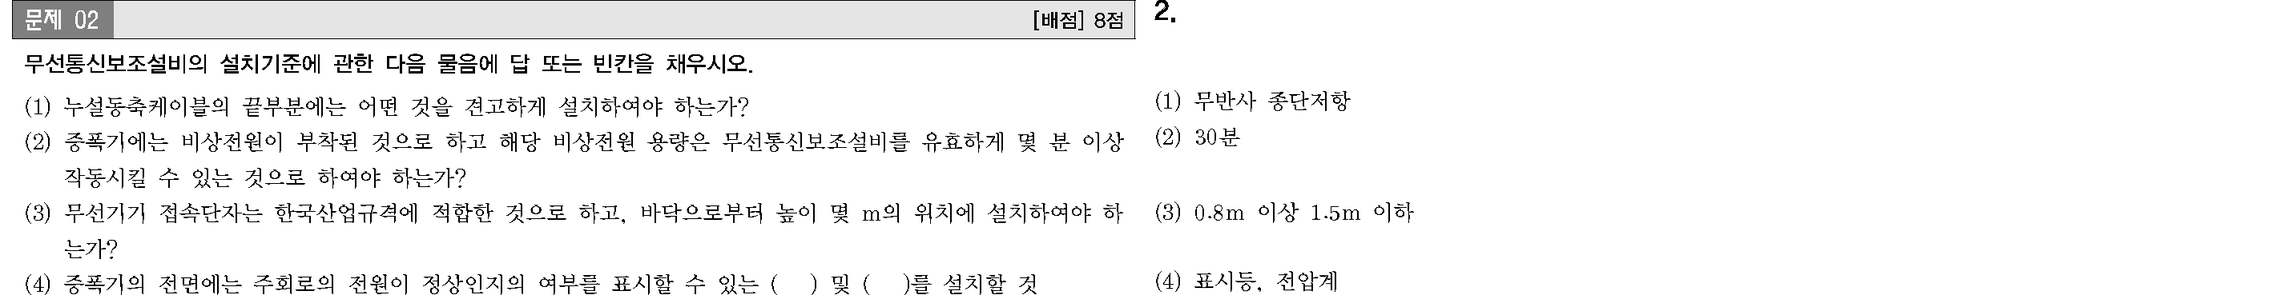 문제 02
[배점] 8점
무선통신보조설비의 설치기준에 관한 다음 물음에 답 또는 빈칸을 채우시오.
(1) 누설동축케이블의 끝부분에는 어떤 것을 견고하게 설치하여야 하는가?
(2) 증폭기에는 비상전원이 부착된 것으로 하고 해당 비상전원 용량은 무선통신보조설비를 유효하게 몇 분 이상
작동시킬 수 있는 것으로 하여야 하는가?
(3) 무선기기 접속단자는 한국산업규격에 적합한 것으로 하고, 바닥으로부터 높이 몇 m의 위치에 설치하여야 하
는가?
(4) 증폭기의 전면에는 주회로의 전원이 정상인지의 여부를 표시할 수 있는 (　) 및 (　)를 설치할 것
2.
(1) 무반사 종단저항
(2) 30분
(3) 0.8m 이상 1.5m 이하
(4) 표시등, 전압계